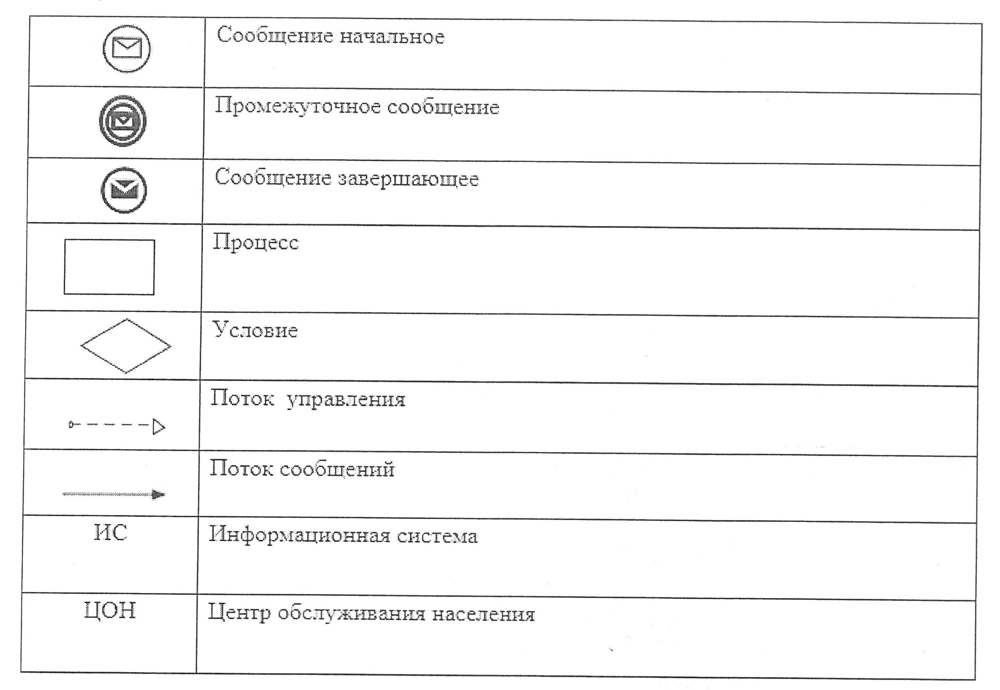 Сообщение начальное
Промежуточное сообщение
Сообщение завершающее
Процесс
Условие
Поток управления
Поток сообщений
ИС Информационная система
ЦОН Центр обслуживания населения